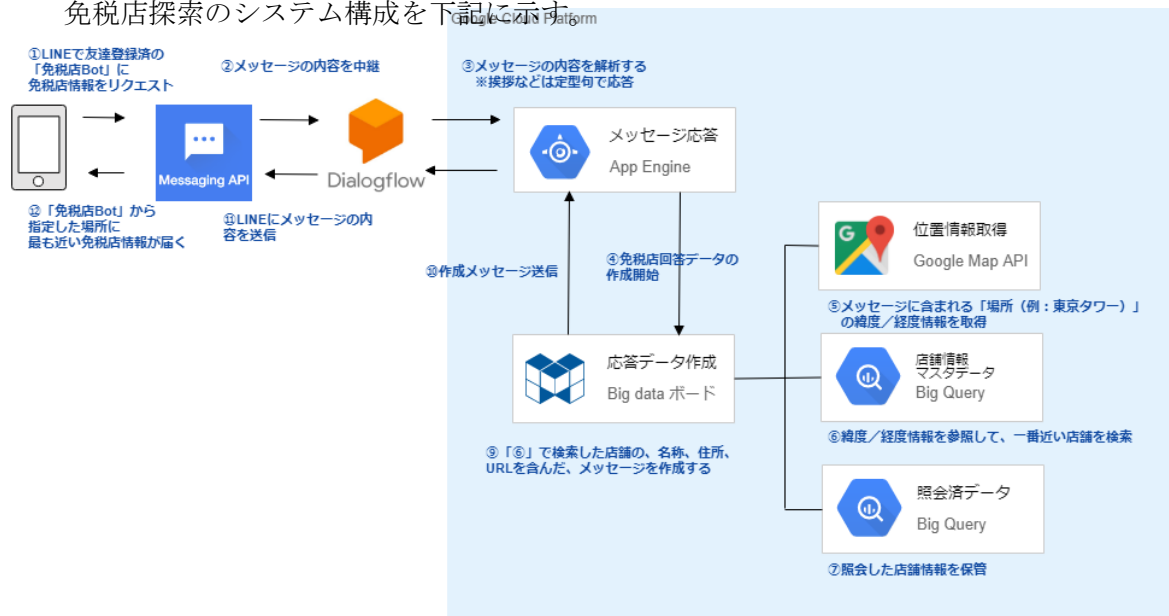 免税店探索のシステム構成を下記に示す。
Google Cloud Platform
①LINEで友達登録済の
「免税店Bot」に
免税店情報をリクエスト
②メッセージの内容を中継
③メッセージの内容を解析する
※挨拶などは定型句で応答
Messaging API
Dialogflow
メッセージ応答
App Engine
⑫「免税店Bot」から
指定した場所に
最も近い免税店情報が届く
⑪LINEにメッセージの内
容を送信
⑩作成メッセージ送信
④免税店回答データの
作成開始
位置情報取得
Google Map API
⑤メッセージに含まれる「場所（例：東京タワー）」
の緯度／経度情報を取得
応答データ作成
Big data ボード
店舗情報
マスタデータ
Big Query
⑥緯度／経度情報を参照して、一番近い店舗を検索
⑨「⑥」で検索した店舗の、名称、住所、
URLを含んだ、メッセージを作成する
照会済データ
Big Query
⑦照会した店舗情報を保管